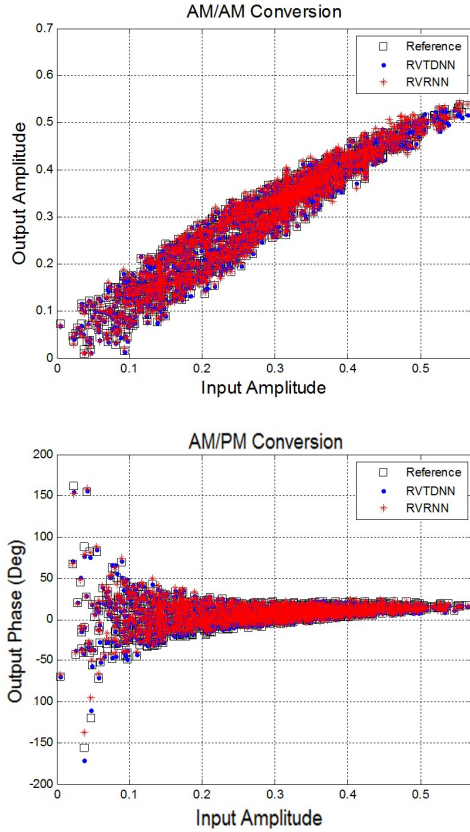 AM/AM Conversion
0.7
0.6
0.5
0.4
0.3
0.2
0.1
0
Output Amplitude
Reference
RVTDNN
RVRNN
0 0.1 0.2 0.3 0.4 0.5
Input Amplitude
AM/PM Conversion
200
150
100
50
0
-50
-100
-150
-200
Output Phase (Deg)
Reference
RVTDNN
RVRNN
0 0.1 0.2 0.3 0.4 0.5
Input Amplitude